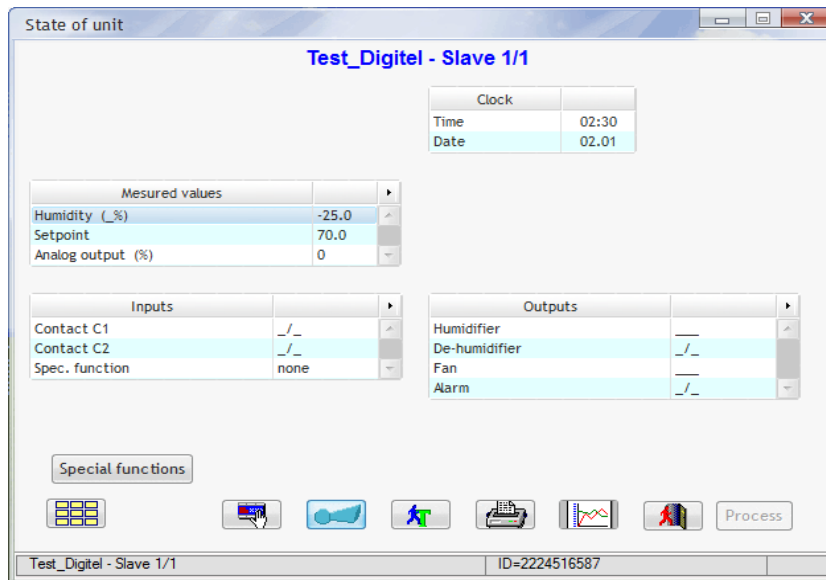 State of unit
Test_Digitel - Slave 1/1
Clock
Time 02:30
Date 02.01
Mesured values
Humidity (_%) -25.0
Setpoint 70.0
Analog output (%) 0
Inputs
Contact C1 _/_
Contact C2 _/_
Spec. function none
Outputs
Humidifier ___
De-humidifier _/_
Fan ___
Alarm _/_
Special functions
Process
Test_Digitel - Slave 1/1 ID=2224516587